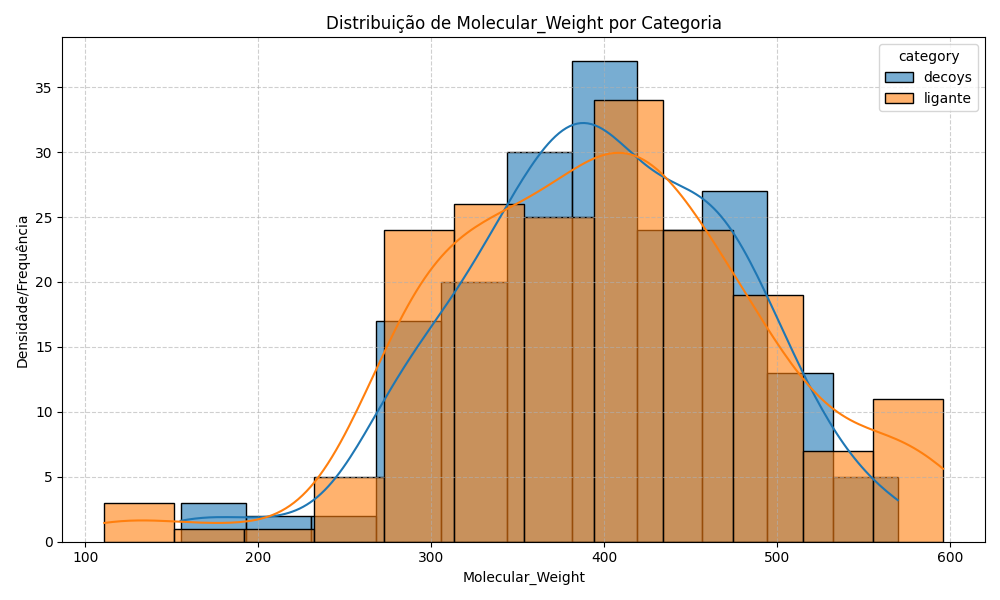 Distribuição de Molecular_Weight por Categoria
category
decoys
ligante
Densidade/Frequência
35
30
25
20
15
10
5
0
100
200
300
400
500
600
Molecular_Weight